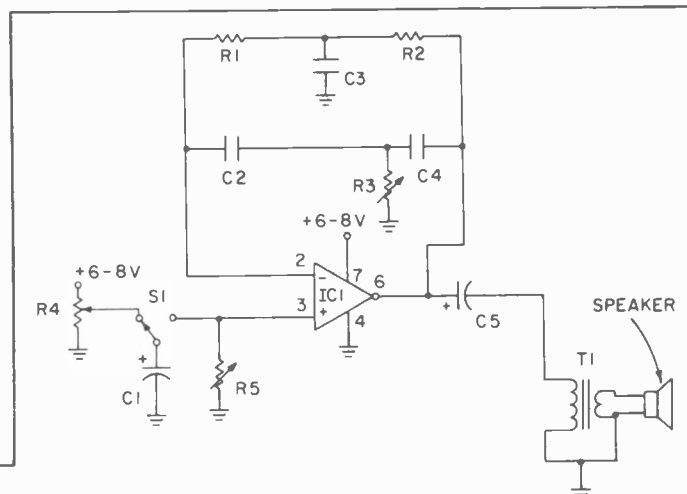 R1
R2
C3
C2
C4
R3
+6-8V
2
-
7
IC1
6
3
+
4
+6-8V
S1
R4
+
C1
R5
+
C5
T1
SPEAKER